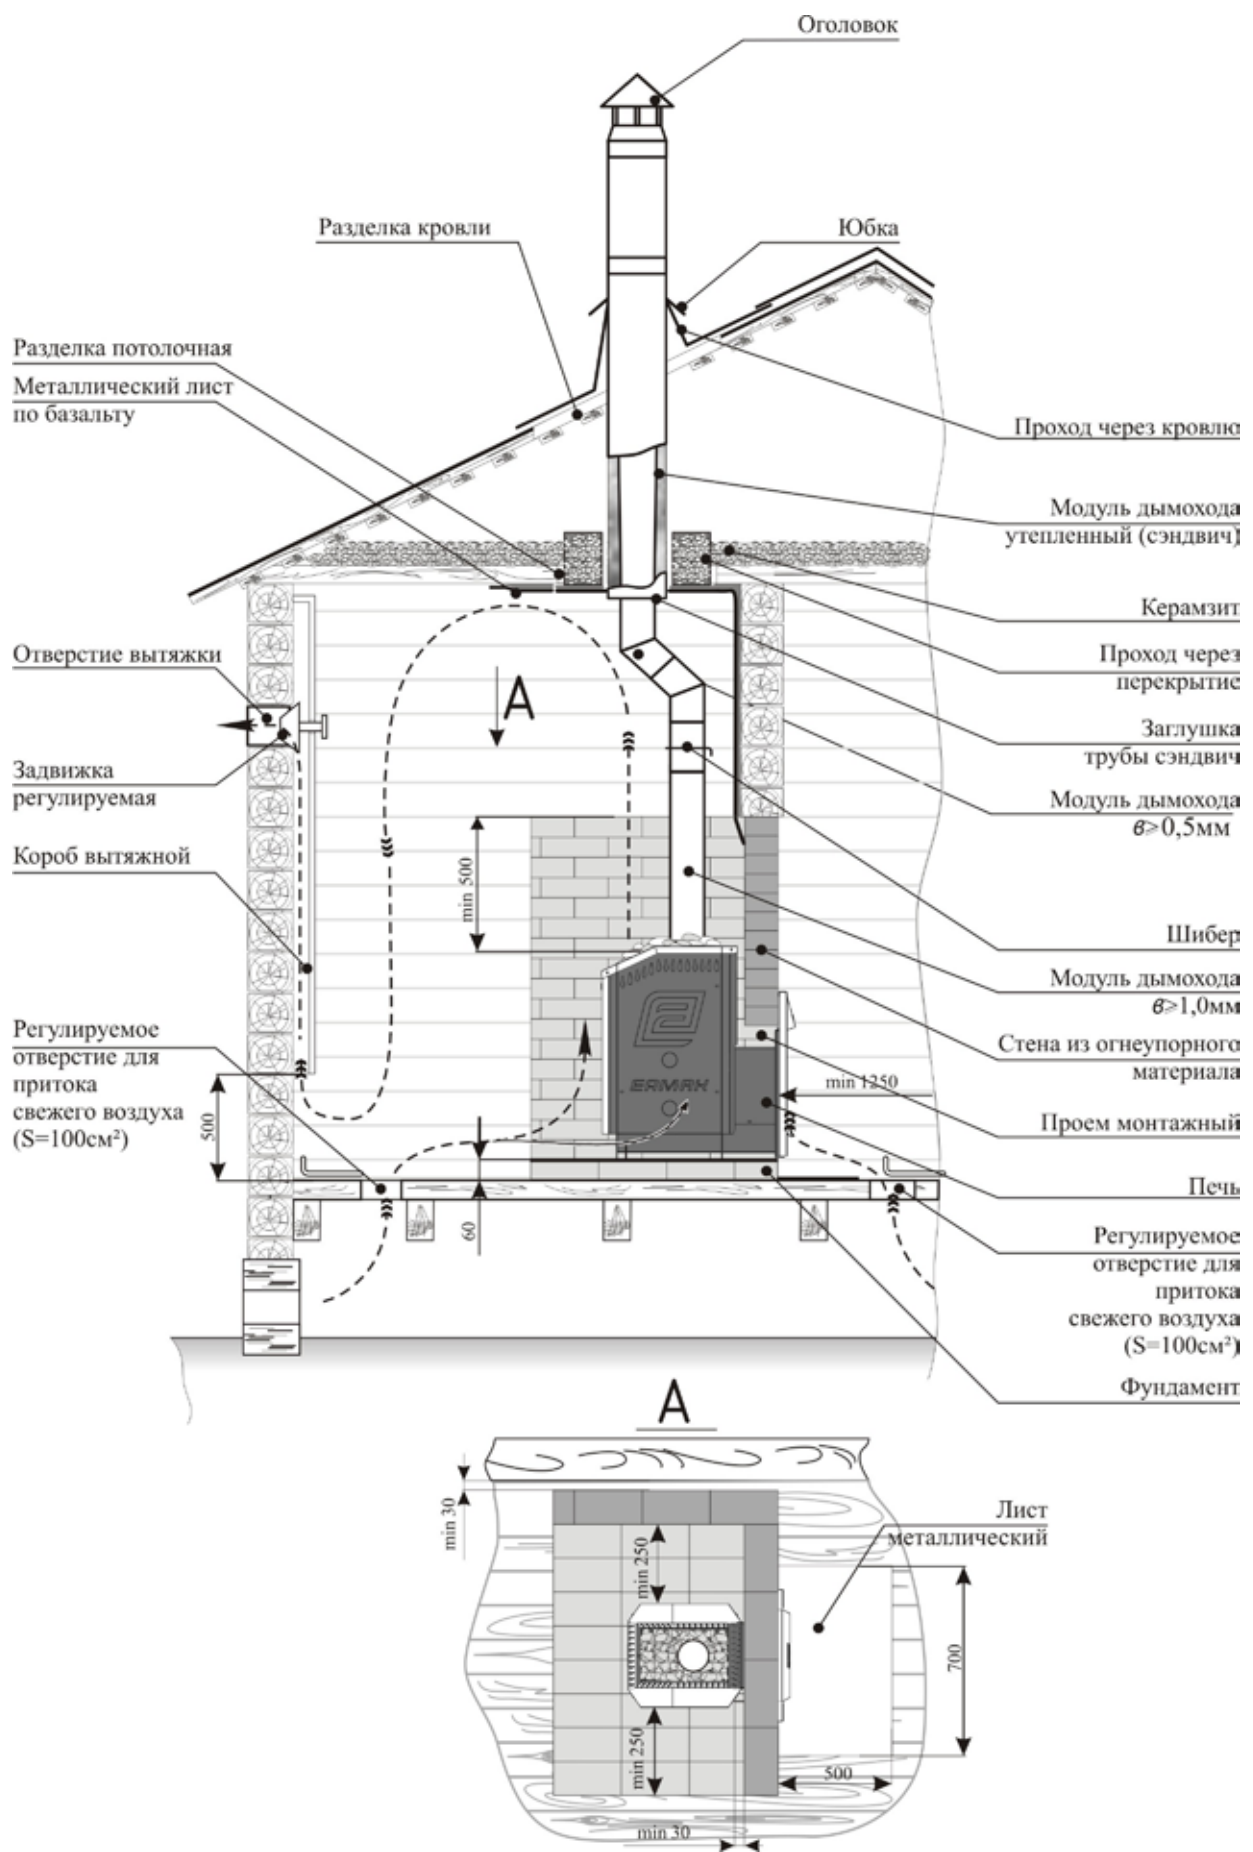 Оголовок
Разделка кровли
Юбка
Разделка потолочная
Металлический лист
по базальту
Проход через кровлю
Модуль дымохода
утепленный (сэндвич)
Керамзит
Отверстие вытяжки
Проход через
перекрытие
A
Заглушка
трубы сэндвич
Задвижка
регулируемая
Модуль дымохода
в>0,5мм
Короб вытяжной
min 500
Шибер
Модуль дымохода
в>1,0мм
Регулируемое
отверстие для
притока
свежего воздуха
(S=100см²)
500
ЕРМАК
min 1250
Стена из огнеупорного
материала
Проем монтажный
Печь
60
Регулируемое
отверстие для
притока
свежего воздуха
(S=100см²)
Фундамент
A
min 30
min 250
Лист
металлический
700
min 250
500
min 30